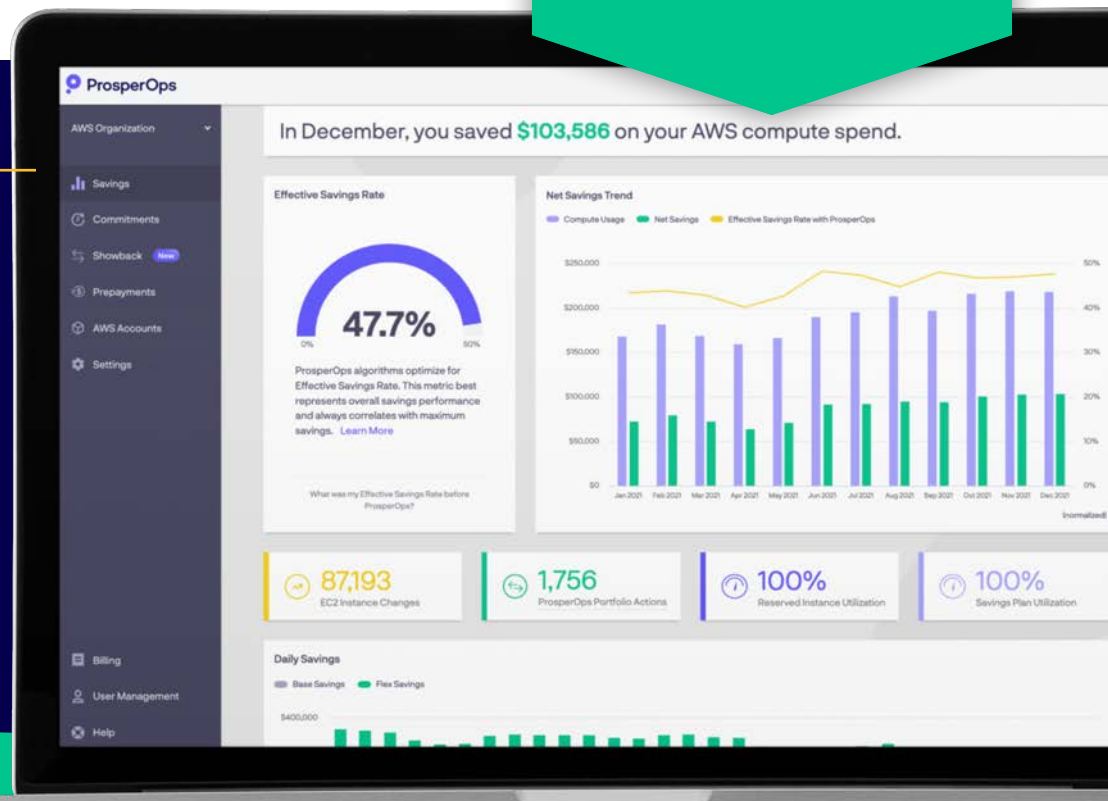 ProsperOps
AWS Organization
Savings
Commitments
Showback New
Prepayments
AWS Accounts
Settings
Billing
User Management
Help
In December, you saved $103,586 on your AWS compute spend.
Effective Savings Rate
47.7%
0%
50%
ProsperOps algorithms optimize for
Effective Savings Rate. This metric best
represents overall savings performance
and always correlates with maximum
savings. Learn More
What was my Effective Savings Rate before
ProsperOps?
Net Savings Trend
Compute Usage Net Savings Effective Savings Rate with ProsperOps
$250,000 50%
$200,000 40%
$150,000 30%
$100,000 20%
$50,000 10%
$0 0%
Jan 2021 Feb 2021 Mar 2021 Apr 2021 May 2021 Jun 2021 Jul 2021 Aug 2021 Sep 2021 Oct 2021 Nov 2021 Dec 2021
(normalized)
87,193
EC2 Instance Changes
1,756
ProsperOps Portfolio Actions
100%
Reserved Instance Utilization
100%
Savings Plan Utilization
Daily Savings
Base Savings Flex Savings
$400,000